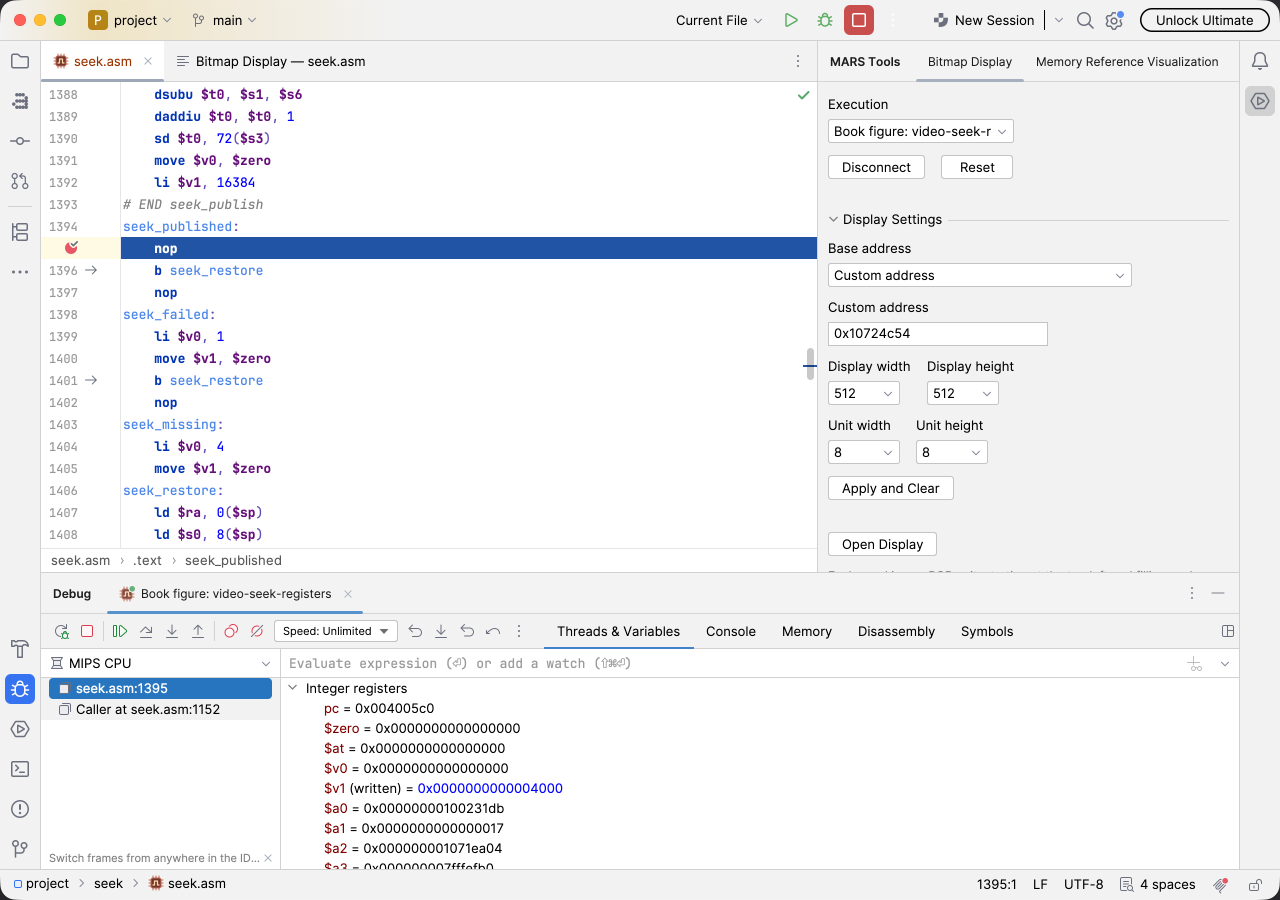 P project main Current File New Session Unlock Ultimate
seek.asm Bitmap Display — seek.asm
MARS Tools Bitmap Display Memory Reference Visualization
1388 dsubu $t0, $s1, $s6
1389 daddiu $t0, $t0, 1
1390 sd $t0, 72($s3)
1391 move $v0, $zero
1392 li $v1, 16384
1393 # END seek_publish
1394 seek_published:
nop
1396 b seek_restore
1397 nop
1398 seek_failed:
1399 li $v0, 1
1400 move $v1, $zero
1401 b seek_restore
1402 nop
1403 seek_missing:
1404 li $v0, 4
1405 move $v1, $zero
1406 seek_restore:
1407 ld $ra, 0($sp)
1408 ld $s0, 8($sp)
seek.asm › .text › seek_published
Execution
Book figure: video-seek-r
Disconnect Reset
Display Settings
Base address
Custom address
Custom address
0x10724c54
Display width Display height
512 512
Unit width Unit height
8 8
Apply and Clear
Open Display
Debug Book figure: video-seek-registers
Speed: Unlimited Threads & Variables Console Memory Disassembly Symbols
MIPS CPU
seek.asm:1395
Caller at seek.asm:1152
Switch frames from anywhere in the ID...
Evaluate expression (⏎) or add a watch (⇧⌘⏎)
Integer registers
pc = 0x004005c0
$zero = 0x0000000000000000
$at = 0x0000000000000000
$v0 = 0x0000000000000000
$v1 (written) = 0x0000000000004000
$a0 = 0x00000000100231db
$a1 = 0x0000000000000017
$a2 = 0x000000001071ea04
$a3 = 0x000000007fffefb0
project seek seek.asm 1395:1 LF UTF-8 4 spaces